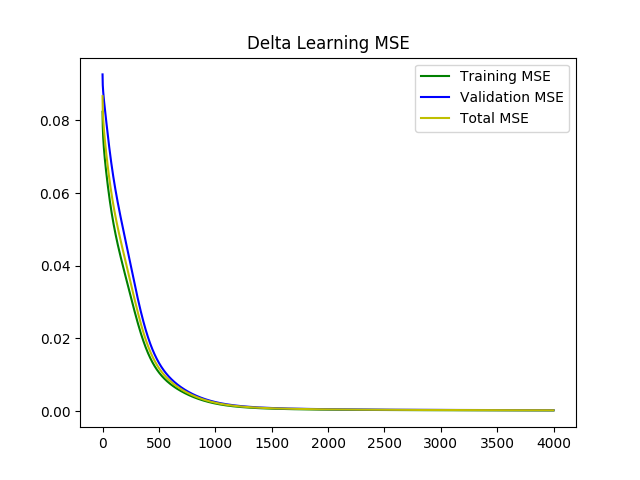 Delta Learning MSE
Training MSE
Validation MSE
Total MSE
0.08
0.06
0.04
0.02
0.00
0 500 1000 1500 2000 2500 3000 3500 4000